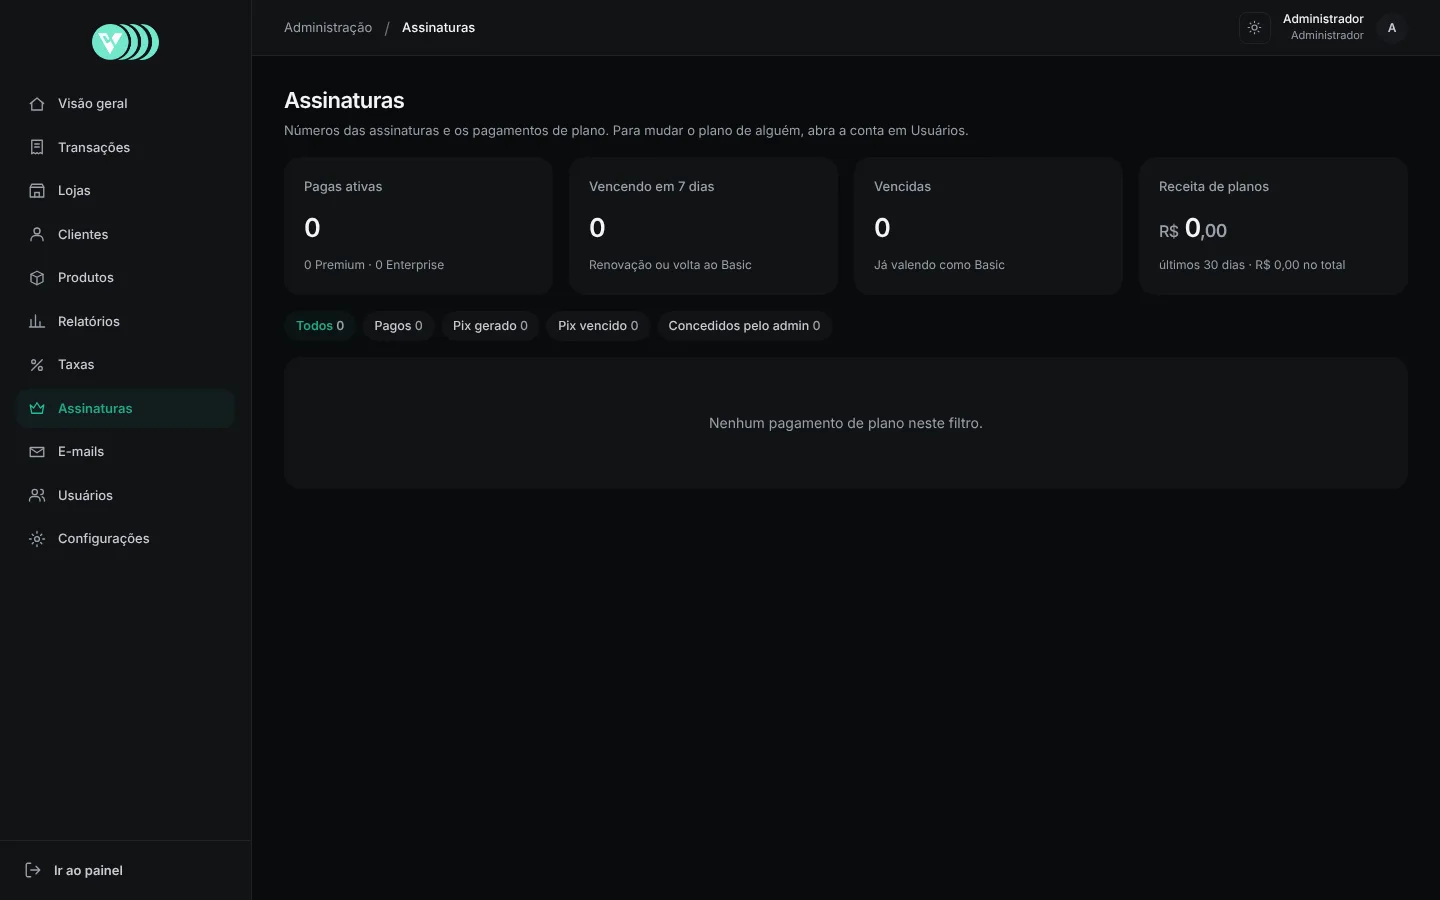 Administração / Assinaturas
Administrador
Administrador
A
Visão geral
Transações
Lojas
Clientes
Produtos
Relatórios
Taxas
Assinaturas
E-mails
Usuários
Configurações
Ir ao painel
Assinaturas
Números das assinaturas e os pagamentos de plano. Para mudar o plano de alguém, abra a conta em Usuários.
Pagas ativas
0
0 Premium · 0 Enterprise
Vencendo em 7 dias
0
Renovação ou volta ao Basic
Vencidas
0
Já valendo como Basic
Receita de planos
R$ 0,00
últimos 30 dias · R$ 0,00 no total
Todos 0
Pagos 0
Pix gerado 0
Pix vencido 0
Concedidos pelo admin 0
Nenhum pagamento de plano neste filtro.